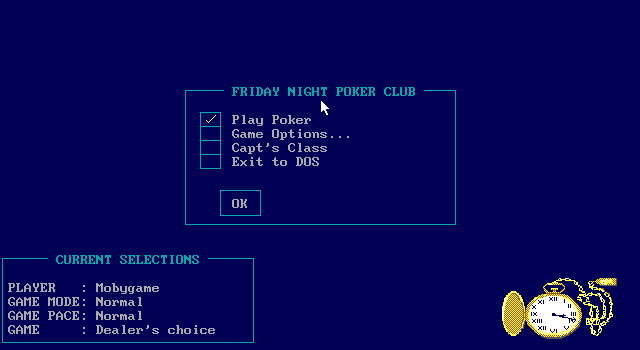 FRIDAY NIGHT POKER CLUB
Play Poker
Game Options...
Capt's Class
Exit to DOS
OK
CURRENT SELECTIONS
PLAYER : Mobygame
GAME MODE: Normal
GAME PACE: Normal
GAME : Dealer's choice